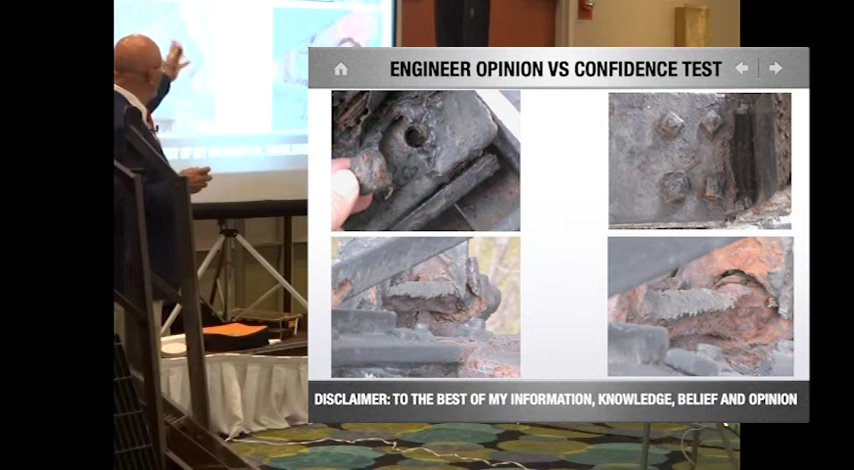 ENGINEER OPINION VS CONFIDENCE TEST
DISCLAIMER: TO THE BEST OF MY INFORMATION, KNOWLEDGE, BELIEF AND OPINION